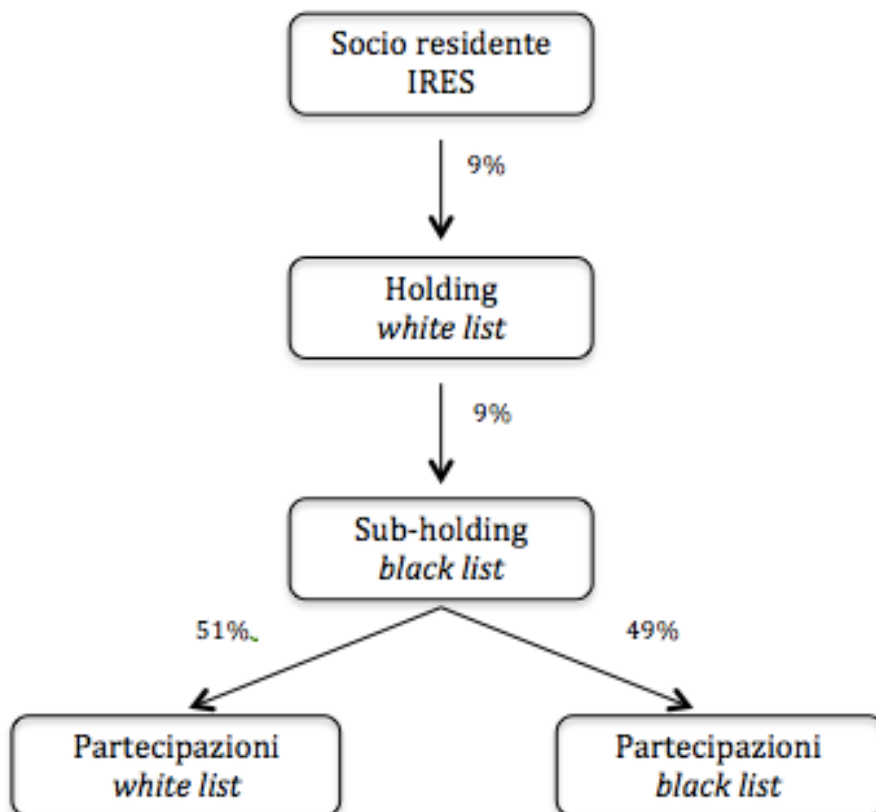 Socio residente
IRES
9%
Holding
white list
9%
Sub-holding
black list
51%.
49%
Partecipazioni
white list
Partecipazioni
black list